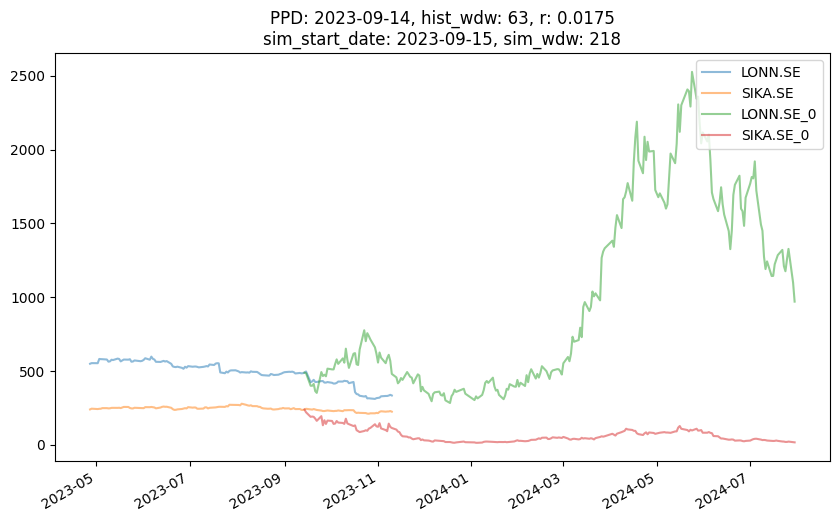 PPD: 2023-09-14, hist_wdw: 63, r: 0.0175
sim_start_date: 2023-09-15, sim_wdw: 218
LONN.SE
SIKA.SE
LONN.SE_0
SIKA.SE_0
2500
2000
1500
1000
500
0
2023-05
2023-07
2023-09
2023-11
2024-01
2024-03
2024-05
2024-07